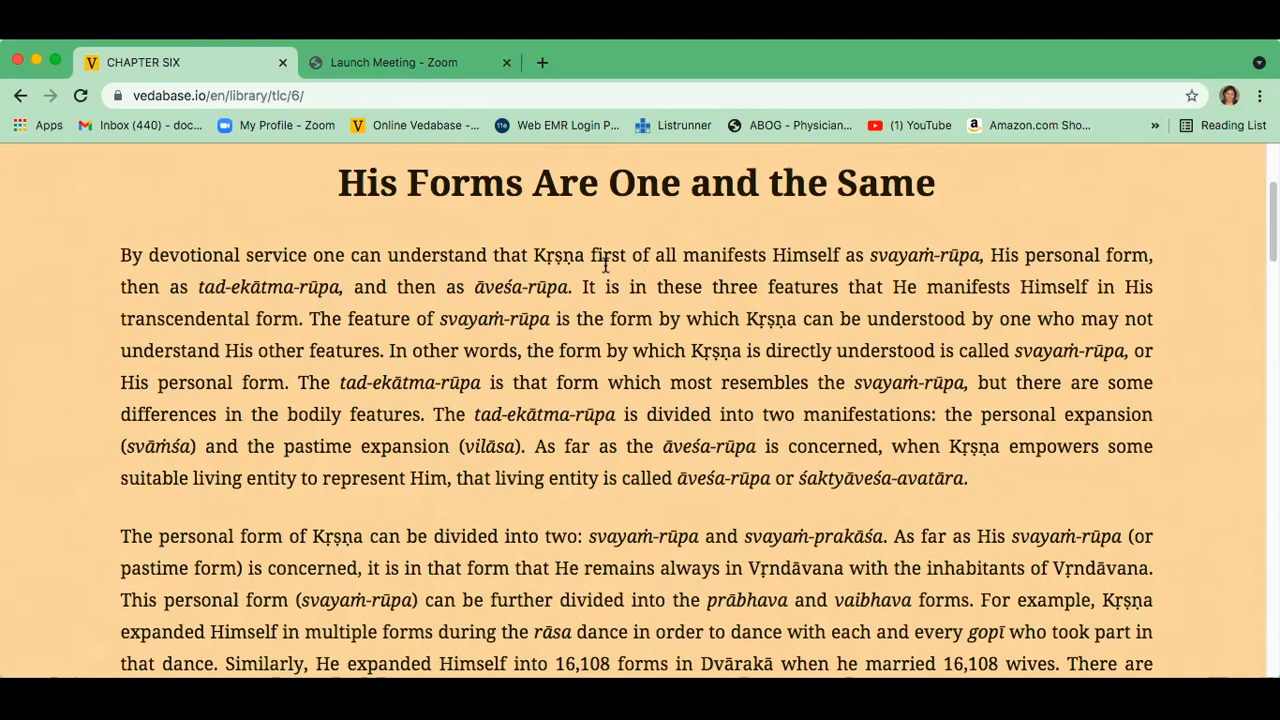 CHAPTER SIX
Launch Meeting - Zoom
vedabase.io/en/library/tlc/6/
Apps
Inbox (440) - doc...
My Profile - Zoom
Online Vedabase -...
116
Web EMR Login P...
Listrunner
ABOG - Physician...
(1) YouTube
Amazon.com Sho...
»
Reading List
His Forms Are One and the Same
By devotional service one can understand that Kṛṣṇa first of all manifests Himself as svayaṁ-rūpa, His personal form,
then as tad-ekātma-rūpa, and then as āveśa-rūpa. It is in these three features that He manifests Himself in His
transcendental form. The feature of svayaṁ-rūpa is the form by which Kṛṣṇa can be understood by one who may not
understand His other features. In other words, the form by which Kṛṣṇa is directly understood is called svayaṁ-rūpa, or
His personal form. The tad-ekātma-rūpa is that form which most resembles the svayaṁ-rūpa, but there are some
differences in the bodily features. The tad-ekātma-rūpa is divided into two manifestations: the personal expansion
(svāṁśa) and the pastime expansion (vilāsa). As far as the āveśa-rūpa is concerned, when Kṛṣṇa empowers some
suitable living entity to represent Him, that living entity is called āveśa-rūpa or śaktyāveśa-avatāra.
The personal form of Kṛṣṇa can be divided into two: svayaṁ-rūpa and svayaṁ-prakāśa. As far as His svayaṁ-rūpa (or
pastime form) is concerned, it is in that form that He remains always in Vṛndāvana with the inhabitants of Vṛndāvana.
This personal form (svayaṁ-rūpa) can be further divided into the prābhava and vaibhava forms. For example, Kṛṣṇa
expanded Himself in multiple forms during the rāsa dance in order to dance with each and every gopī who took part in
that dance. Similarly, He expanded Himself into 16,108 forms in Dvārakā when he married 16,108 wives. There are